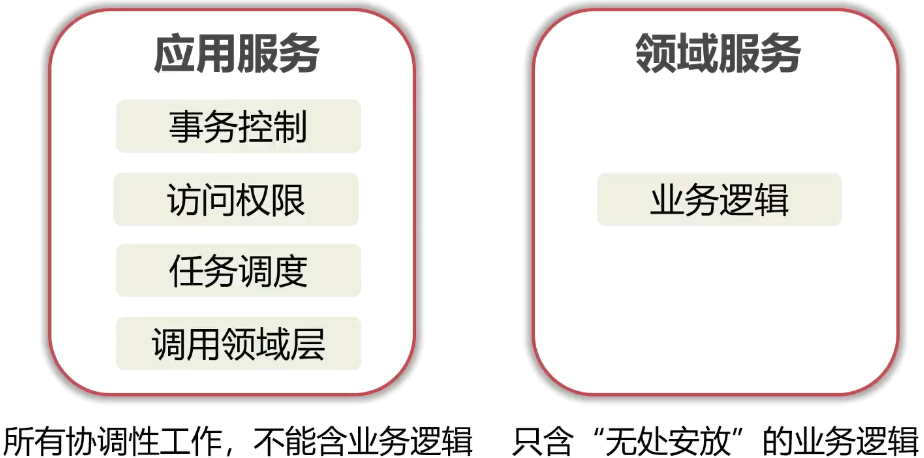 应用服务
事务控制
访问权限
任务调度
调用领域层
所有协调性工作，不能含业务逻辑
领域服务
业务逻辑
只含“无处安放”的业务逻辑